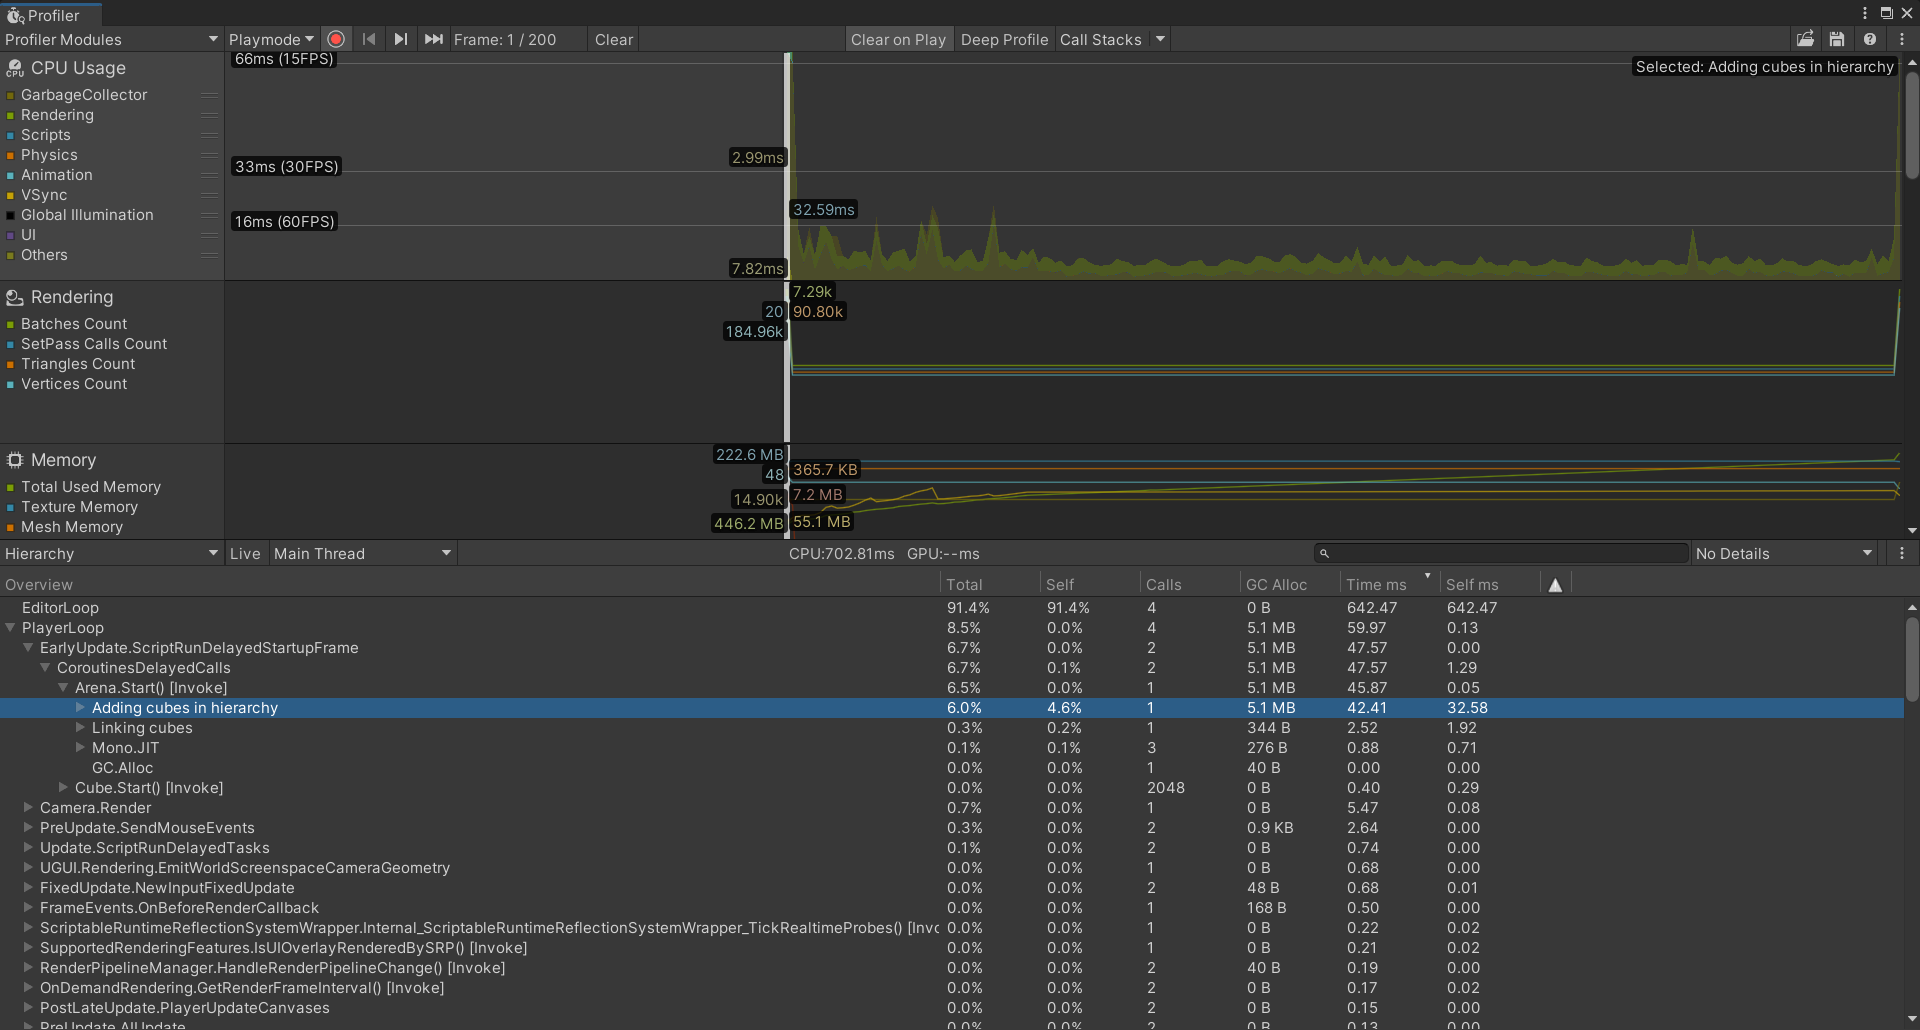 Profiler
Profiler Modules Playmode Frame: 1 / 200 Clear Clear on Play Deep Profile Call Stacks
CPU Usage
GarbageCollector
Rendering
Scripts
Physics
Animation
VSync
Global Illumination
UI
Others
66ms (15FPS)
33ms (30FPS)
16ms (60FPS)
2.99ms
32.59ms
7.82ms
Selected: Adding cubes in hierarchy
Rendering
Batches Count
SetPass Calls Count
Triangles Count
Vertices Count
7.29k
20 90.80k
184.96k
Memory
Total Used Memory
Texture Memory
Mesh Memory
222.6 MB
365.7 KB
48
7.2 MB
14.90k
446.2 MB 55.1 MB
Hierarchy Live Main Thread CPU:702.81ms GPU:--ms No Details
Overview Total Self Calls GC Alloc Time ms Self ms
EditorLoop 91.4% 91.4% 4 0 B 642.47 642.47
PlayerLoop 8.5% 0.0% 4 5.1 MB 59.97 0.13
EarlyUpdate.ScriptRunDelayedStartupFrame 6.7% 0.0% 2 5.1 MB 47.57 0.00
CoroutinesDelayedCalls 6.7% 0.1% 2 5.1 MB 47.57 1.29
Arena.Start() [Invoke] 6.5% 0.0% 1 5.1 MB 45.87 0.05
Adding cubes in hierarchy 6.0% 4.6% 1 5.1 MB 42.41 32.58
Linking cubes 0.3% 0.2% 1 344 B 2.52 1.92
Mono.JIT 0.1% 0.1% 3 276 B 0.88 0.71
GC.Alloc 0.0% 0.0% 1 40 B 0.00 0.00
Cube.Start() [Invoke] 0.0% 0.0% 2048 0 B 0.40 0.29
Camera.Render 0.7% 0.0% 1 0 B 5.47 0.08
PreUpdate.SendMouseEvents 0.3% 0.0% 2 0.9 KB 2.64 0.00
Update.ScriptRunDelayedTasks 0.1% 0.0% 2 0 B 0.74 0.00
UGUI.Rendering.EmitWorldScreenspaceCameraGeometry 0.0% 0.0% 1 0 B 0.68 0.00
FixedUpdate.NewInputFixedUpdate 0.0% 0.0% 2 48 B 0.68 0.01
FrameEvents.OnBeforeRenderCallback 0.0% 0.0% 1 168 B 0.50 0.00
ScriptableRuntimeReflectionSystemWrapper.Internal_ScriptableRuntimeReflectionSystemWrapper_TickRealtimeProbes() [Invo 0.0% 0.0% 1 0 B 0.22 0.02
SupportedRenderingFeatures.IsUIOverlayRenderedBySRP() [Invoke] 0.0% 0.0% 1 0 B 0.21 0.02
RenderPipelineManager.HandleRenderPipelineChange() [Invoke] 0.0% 0.0% 2 40 B 0.19 0.00
OnDemandRendering.GetRenderFrameInterval() [Invoke] 0.0% 0.0% 2 0 B 0.17 0.02
PostLateUpdate.PlayerUpdateCanvases 0.0% 0.0% 2 0 B 0.15 0.00
PreUpdate.AIUpdate 0.0% 0.0% 2 0 B 0.13 0.00